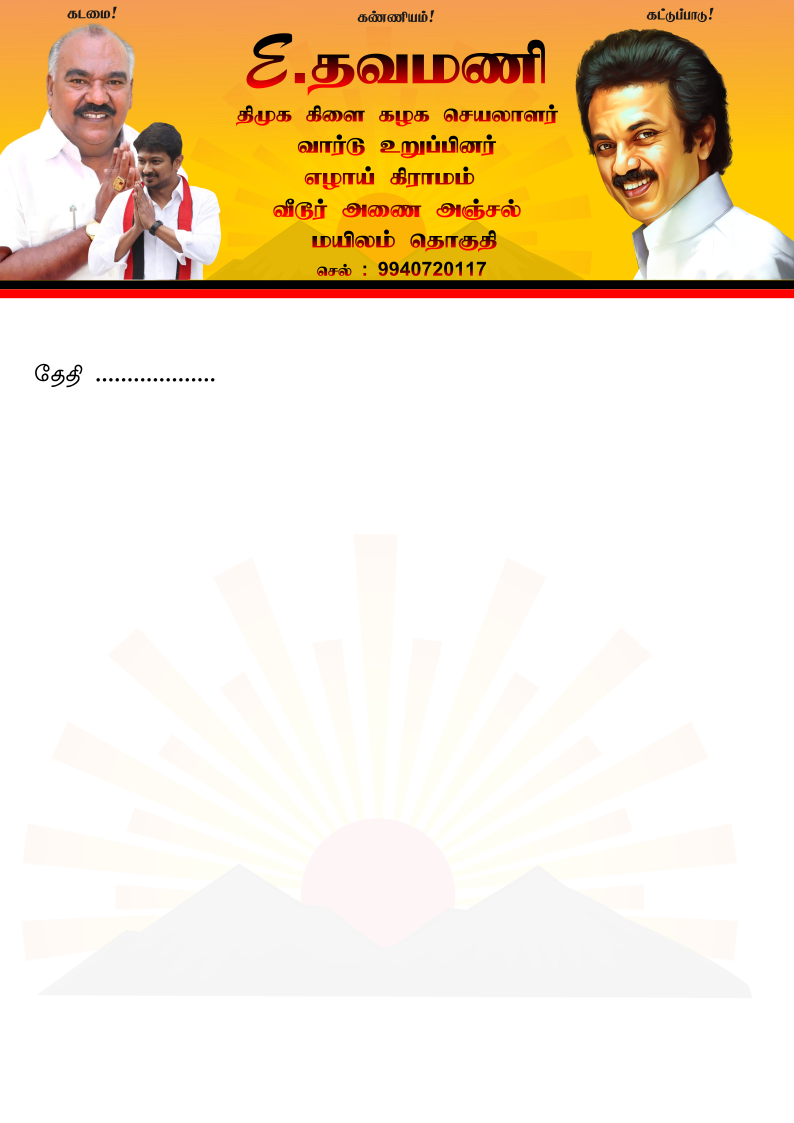 கடமை! கண்ணியம்! கட்டுப்பாடு!
E.தவமணி
திமுக கிளை கழக செயலாளர்
வார்டு உறுப்பினர்
எழாய் கிராமம்
வீடூர் அணை அஞ்சல்
மயிலம் தொகுதி
செல் : 9940720117
தேதி ...................